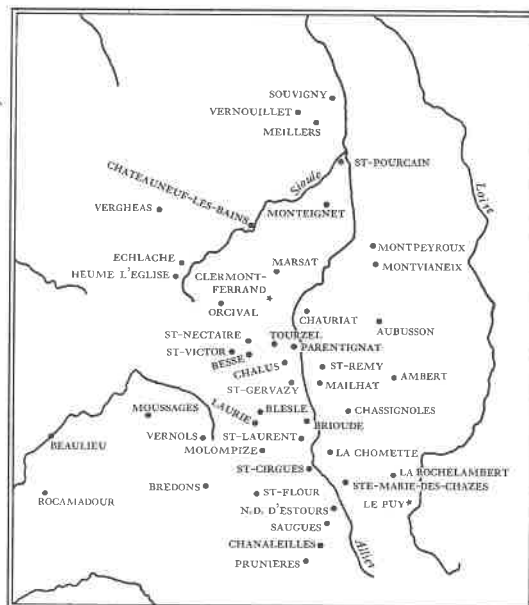 SOUVIGNY
VERNOUILLET
MEILLERS
ST-POURCAIN
CHATEAUNEUF-LES-BAINS
Sioule
Loire
VERGHEAS
MONTEIGNET
MONTPEYROUX
ECHLACHE
MARSAT
MONTVIANEIX
HEUME L'EGLISE
CLERMONT-
FERRAND
ORCIVAL
CHAURIAT
AUBUSSON
ST-NECTAIRE
TOURZEL
ST-VICTOR
PARENTIGNAT
BESSE
CHALUS
ST-REMY
AMBERT
ST-GERVAZY
MAILHAT
MOUSSAGES
LAURIE
BLESLE
CHASSIGNOLES
BRIOUDE
BEAULIEU
VERNOLS
ST-LAURENT
MOLOMPIZE
LA CHOMETTE
ST-CIRGUES
LA ROCHELAMBERT
BREDONS
STE-MARIE-DES-CHAZES
ROCAMADOUR
ST-FLOUR
LE PUY
N.D. D'ESTOURS
SAUGUES
CHANALEILLES
Allier
PRUNIERES